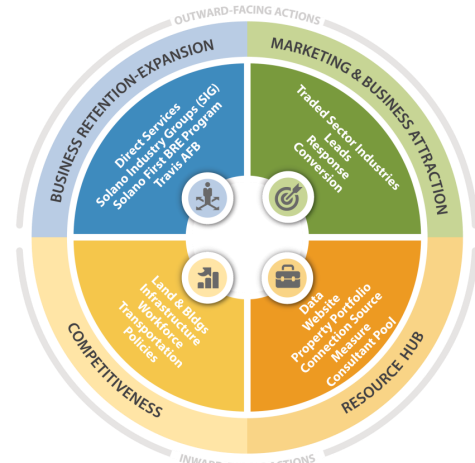 OUTWARD-FACING ACTIONS
BUSINESS RETENTION-EXPANSION
MARKETING & BUSINESS ATTRACTION
Direct Services
Solano Industry Groups (SIG)
Solano First BRE Program
Travis AFB
Traded Sector Industries
Leads
Response
Conversion
Land & Bldgs
Infrastructure
Workforce
Transportation
Policies
Data
Website
Property Portfolio
Connection Source
Measure
Consultant Pool
COMPETITIVENESS
RESOURCE HUB